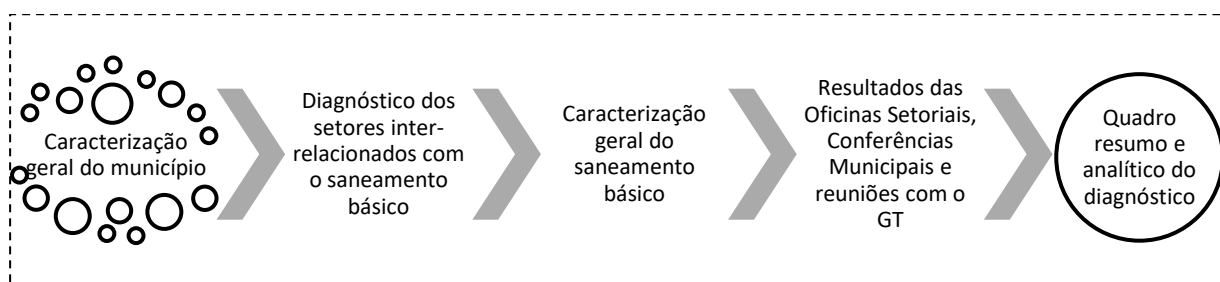 Caracterização
geral do município
Diagnóstico dos
setores inter-
relacionados com
o saneamento
básico
Caracterização
geral do
saneamento
básico
Resultados das
Oficinas Setoriais,
Conferências
Municipais e
reuniões com o
GT
Quadro
resumo e
analítico do
diagnóstico